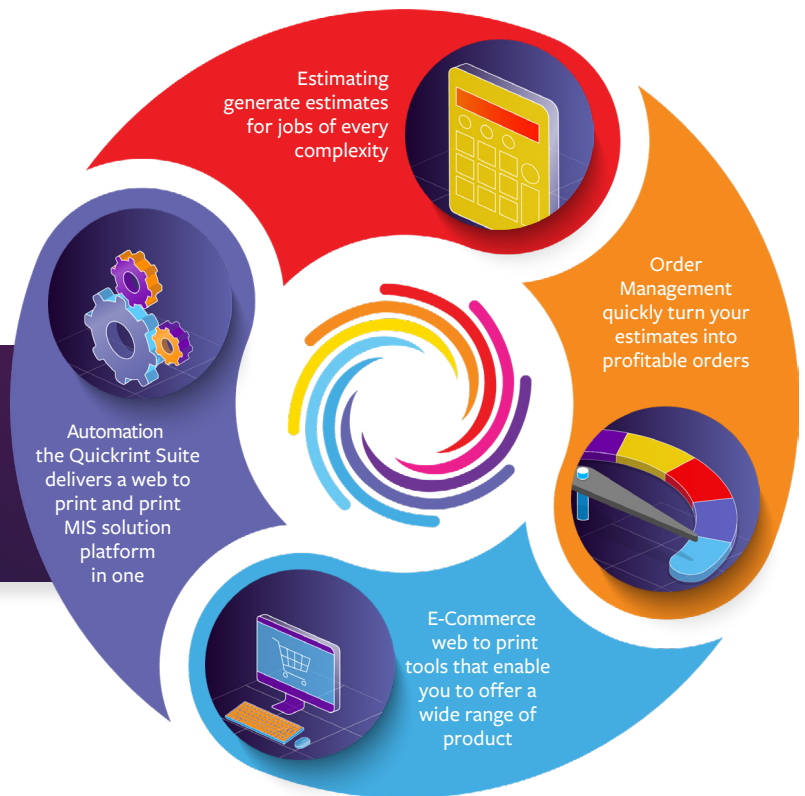 Estimating
generate estimates
for jobs of every
complexity
Order
Management
quickly turn your
estimates into
profitable orders
E-Commerce
web to print
tools that enable
you to offer a
wide range of
product
Automation
the Quickrint Suite
delivers a web to
print and print
MIS solution
platform
in one